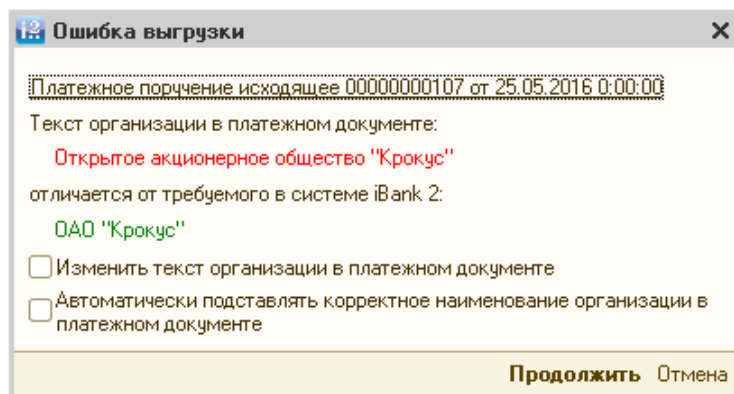 Ошибка выгрузки
Платежное поручение исходящее 00000000107 от 25.05.2016 0:00:00
Текст организации в платежном документе:
Открытое акционерное общество "Крокус"
отличается от требуемого в системе iBank 2:
ОАО "Крокус"
Изменить текст организации в платежном документе
Автоматически подставлять корректное наименование организации в
платежном документе
Продолжить Отмена